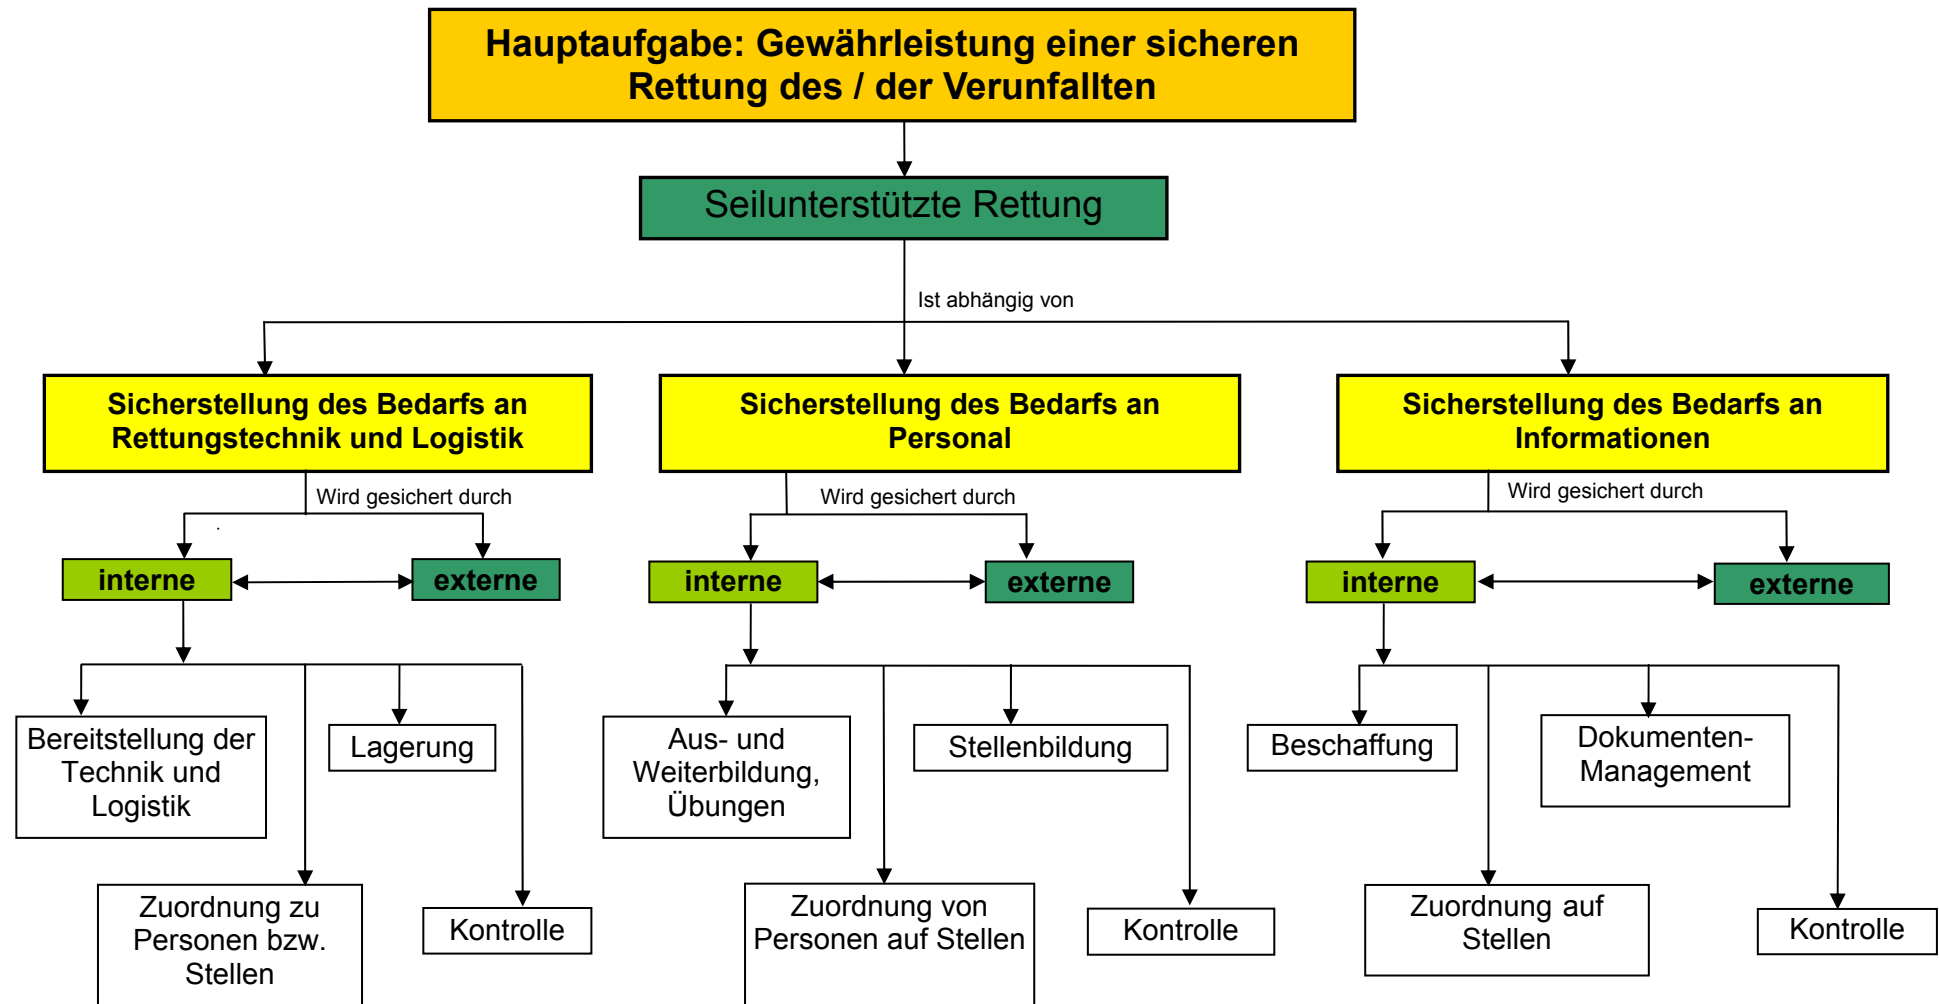 Hauptaufgabe: Gewährleistung einer sicheren
Rettung des / der Verunfallten
Seilunterstützte Rettung
Ist abhängig von
Sicherstellung des Bedarfs an
Rettungstechnik und Logistik
Sicherstellung des Bedarfs an
Personal
Sicherstellung des Bedarfs an
Informationen
Wird gesichert durch
Wird gesichert durch
Wird gesichert durch
interne
externe
interne
externe
interne
externe
Bereitstellung der
Technik und
Logistik
Lagerung
Aus- und
Weiterbildung,
Übungen
Stellenbildung
Beschaffung
Dokumenten-
Management
Zuordnung zu
Personen bzw.
Stellen
Kontrolle
Zuordnung von
Personen auf Stellen
Kontrolle
Zuordnung auf
Stellen
Kontrolle